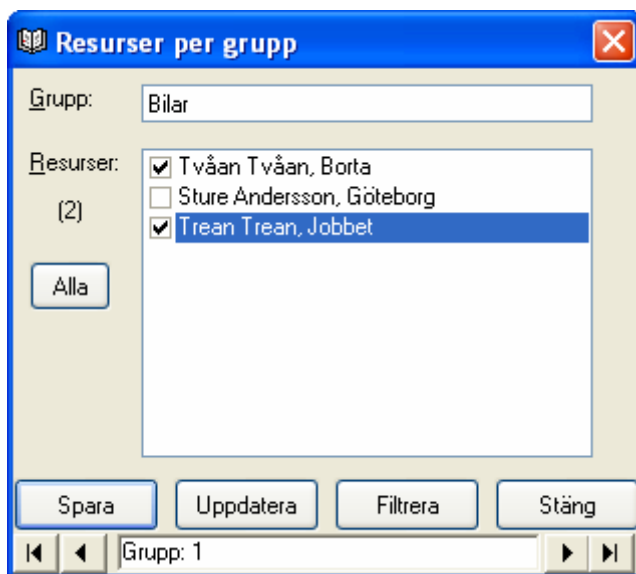 Resurser per grupp
Grupp:
Bilar
Resurser:
Tvåan Tvåan, Borta
Sture Andersson, Göteborg
(2)
Trean Trean, Jobbet
Alla
Spara
Uppdatera
Filtrera
Stäng
Grupp: 1